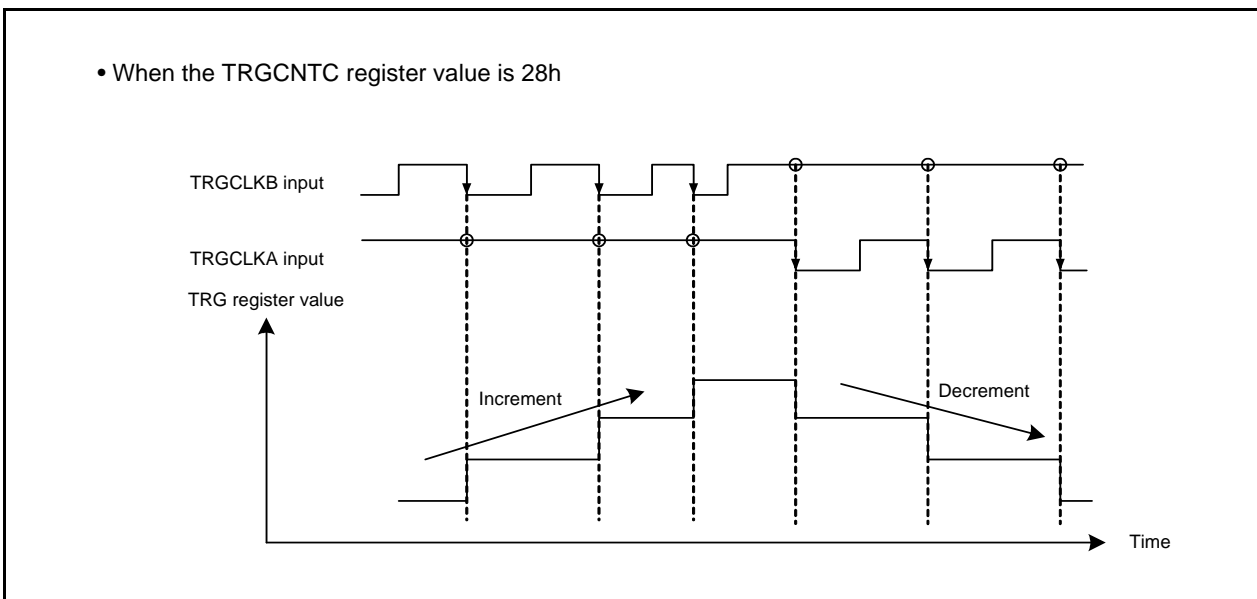 • When the TRGCNTC register value is 28h
TRGCLKB input
TRGCLKA input
TRG register value
Increment
Decrement
Time